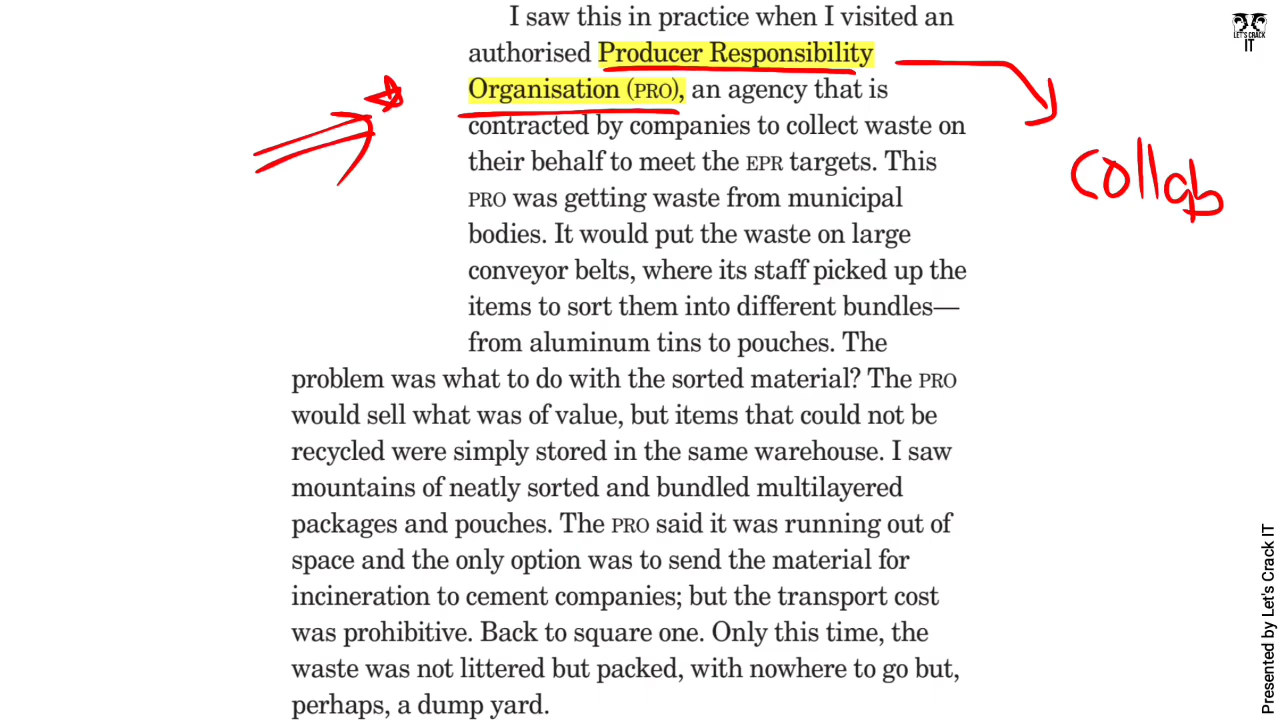 I saw this in practice when I visited an
authorised Producer Responsibility
Organisation (PRO), an agency that is
contracted by companies to collect waste on
their behalf to meet the EPR targets. This
PRO was getting waste from municipal
bodies. It would put the waste on large
conveyor belts, where its staff picked up the
items to sort them into different bundles—
from aluminum tins to pouches. The
problem was what to do with the sorted material? The PRO
would sell what was of value, but items that could not be
recycled were simply stored in the same warehouse. I saw
mountains of neatly sorted and bundled multilayered
packages and pouches. The PRO said it was running out of
space and the only option was to send the material for
incineration to cement companies; but the transport cost
was prohibitive. Back to square one. Only this time, the
waste was not littered but packed, with nowhere to go but,
perhaps, a dump yard.
collab
LET'S CRACK
IT
Presented by Let's Crack IT